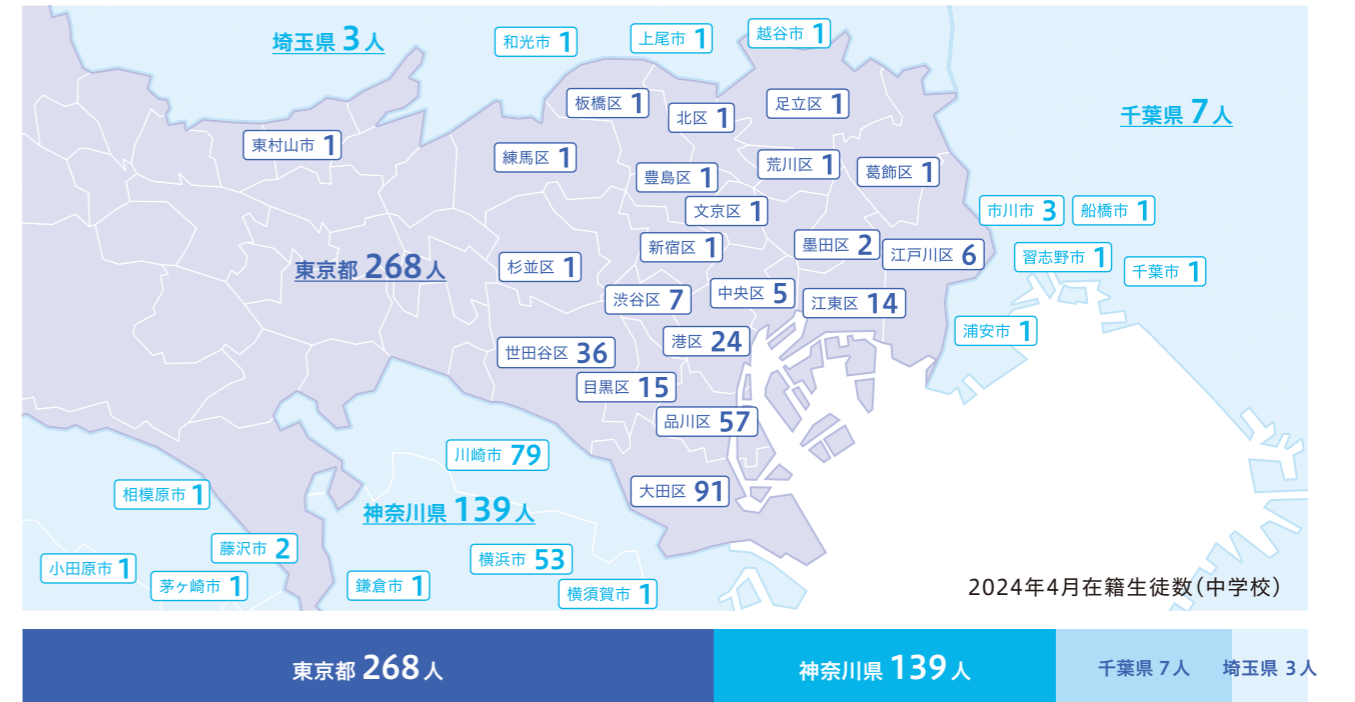 埼玉県 3人
和光市 1
上尾市 1
越谷市 1
板橋区 1
北区 1
足立区 1
千葉県 7人
東村山市 1
練馬区 1
豊島区 1
荒川区 1
葛飾区 1
文京区 1
市川市 3
船橋市 1
新宿区 1
墨田区 2
江戸川区 6
習志野市 1
千葉市 1
東京都 268人
杉並区 1
渋谷区 7
中央区 5
江東区 14
浦安市 1
世田谷区 36
港区 24
目黒区 15
品川区 57
川崎市 79
大田区 91
相模原市 1
神奈川県 139人
藤沢市 2
横浜市 53
小田原市 1
茅ヶ崎市 1
鎌倉市 1
横須賀市 1
2024年4月在籍生徒数(中学校)
東京都 268人
神奈川県 139人
千葉県 7人
埼玉県 3人